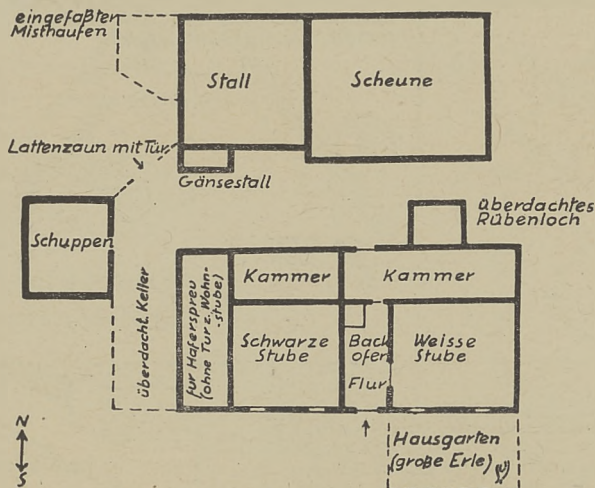 eingefaßter
Misthaufen
Stall
Scheune
Lattenzaun mit Tür
Gänsestall
überdachtes
Rübenloch
Schuppen
Kammer
Kammer
überdacht. Keller
für Haferspreu
(ohne Tür z. Wohn-
stube)
Schwarze
Stube
Back
ofen
Flur
Weisse
Stube
N
S
Hausgarten
(große Erle)